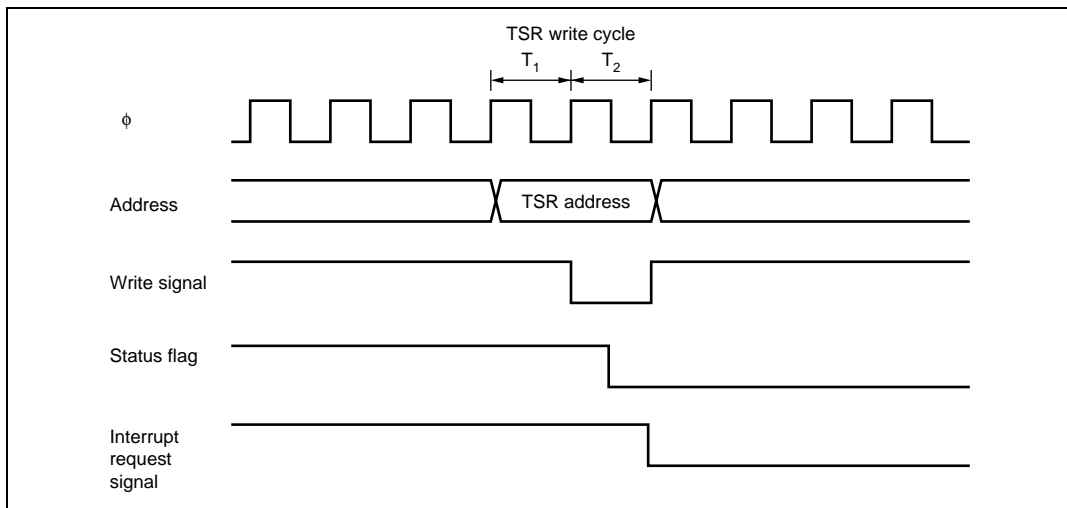 TSR write cycle
T1 T2
ϕ
Address
TSR address
Write signal
Status flag
Interrupt
request
signal